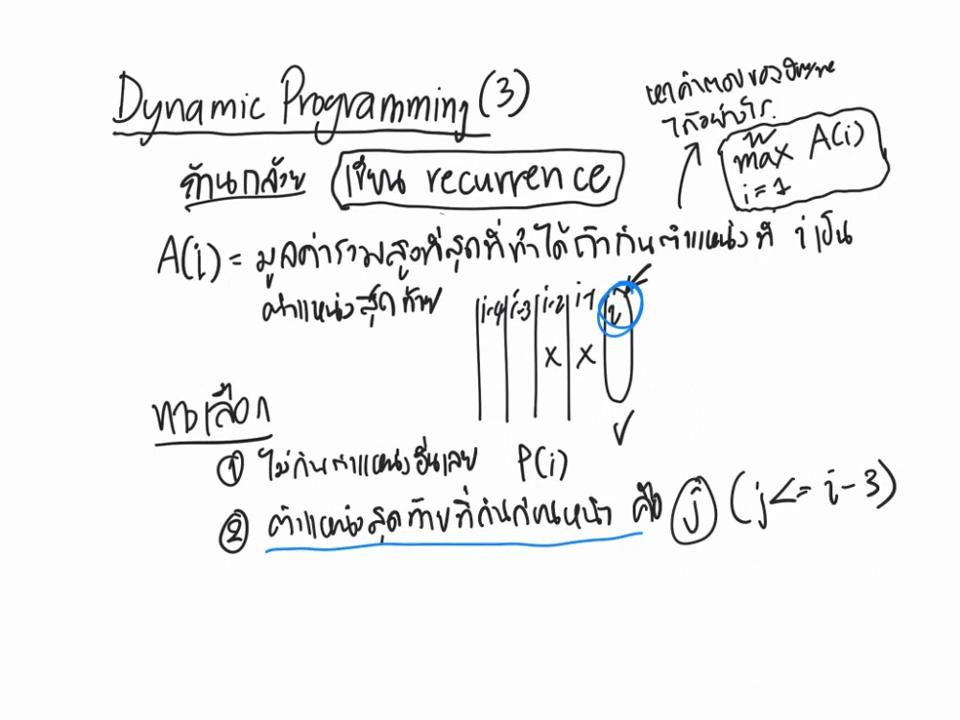 Dynamic Programming (3)
หาคำตอบของปัญหา
ได้อย่างไร
n
max A(i)
i=1
ร้านกล้วย เขียน recurrence
A(i) = มูลค่ารวมสูงที่สุดที่ทำได้ ถ้ากินตำแหน่งที่ i เป็น
ตำแหน่งสุดท้าย
i-4 i-3 i-2 i-1 i
x x
ทางเลือก
① ไม่กินตำแหน่งอื่นเลย P(i)
② ตำแหน่งสุดท้ายที่กินก่อนหน้า คือ j (j <= i-3)